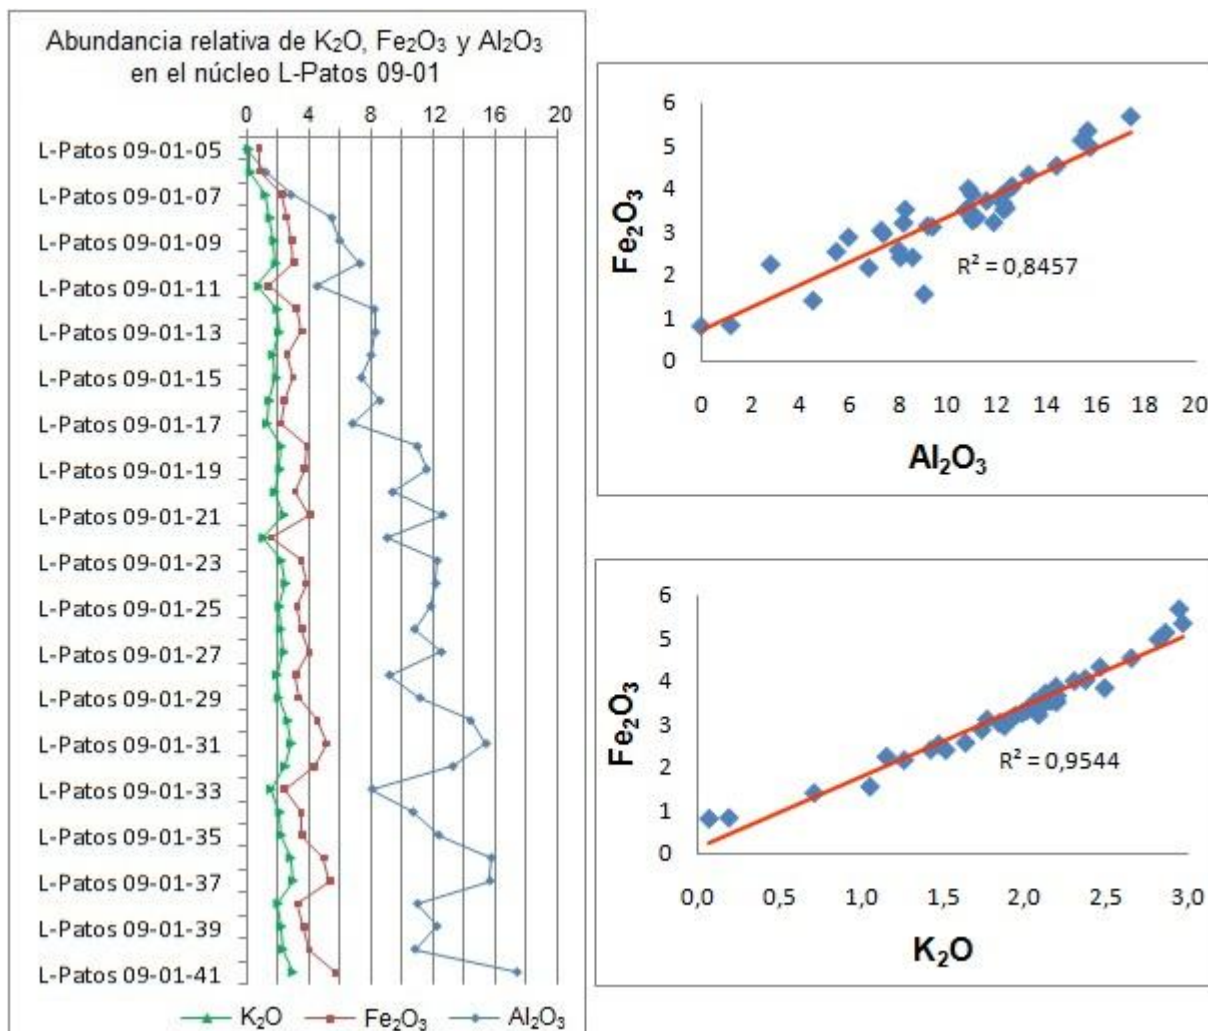 Abundancia relativa de K₂O, Fe₂O₃ y Al₂O₃
en el núcleo L-Patos 09-01
0 4 8 12 16 20
L-Patos 09-01-05
L-Patos 09-01-07
L-Patos 09-01-09
L-Patos 09-01-11
L-Patos 09-01-13
L-Patos 09-01-15
L-Patos 09-01-17
L-Patos 09-01-19
L-Patos 09-01-21
L-Patos 09-01-23
L-Patos 09-01-25
L-Patos 09-01-27
L-Patos 09-01-29
L-Patos 09-01-31
L-Patos 09-01-33
L-Patos 09-01-35
L-Patos 09-01-37
L-Patos 09-01-39
L-Patos 09-01-41
K₂O Fe₂O₃ Al₂O₃
Fe₂O₃
6
5
4
3
2
1
0
R² = 0,8457
0 2 4 6 8 10 12 14 16 18 20
Al₂O₃
Fe₂O₃
6
5
4
3
2
1
0
R² = 0,9544
0,0 0,5 1,0 1,5 2,0 2,5 3,0
K₂O